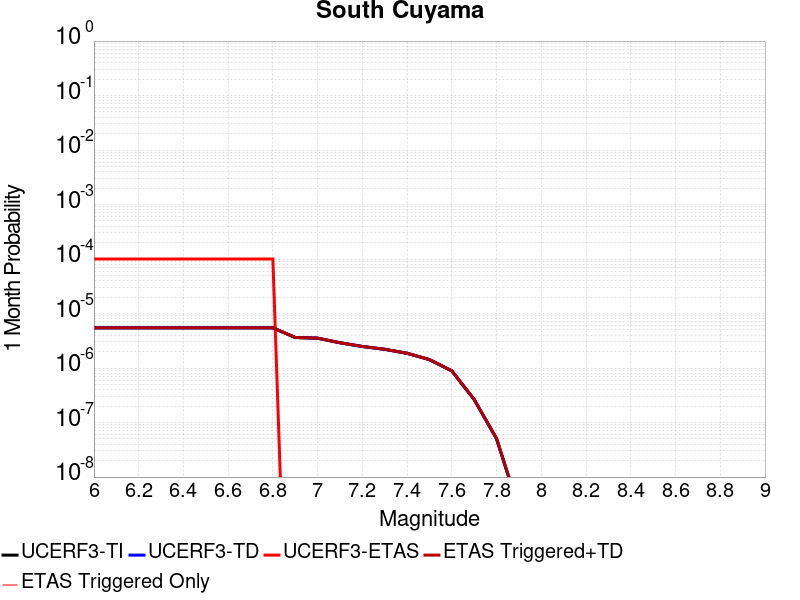 South Cuyama
10^0
10^-1
10^-2
10^-3
10^-4
10^-5
10^-6
10^-7
10^-8
1 Month Probability
6 6.2 6.4 6.6 6.8 7 7.2 7.4 7.6 7.8 8 8.2 8.4 8.6 8.8 9
Magnitude
UCERF3-TI UCERF3-TD UCERF3-ETAS ETAS Triggered+TD
ETAS Triggered Only